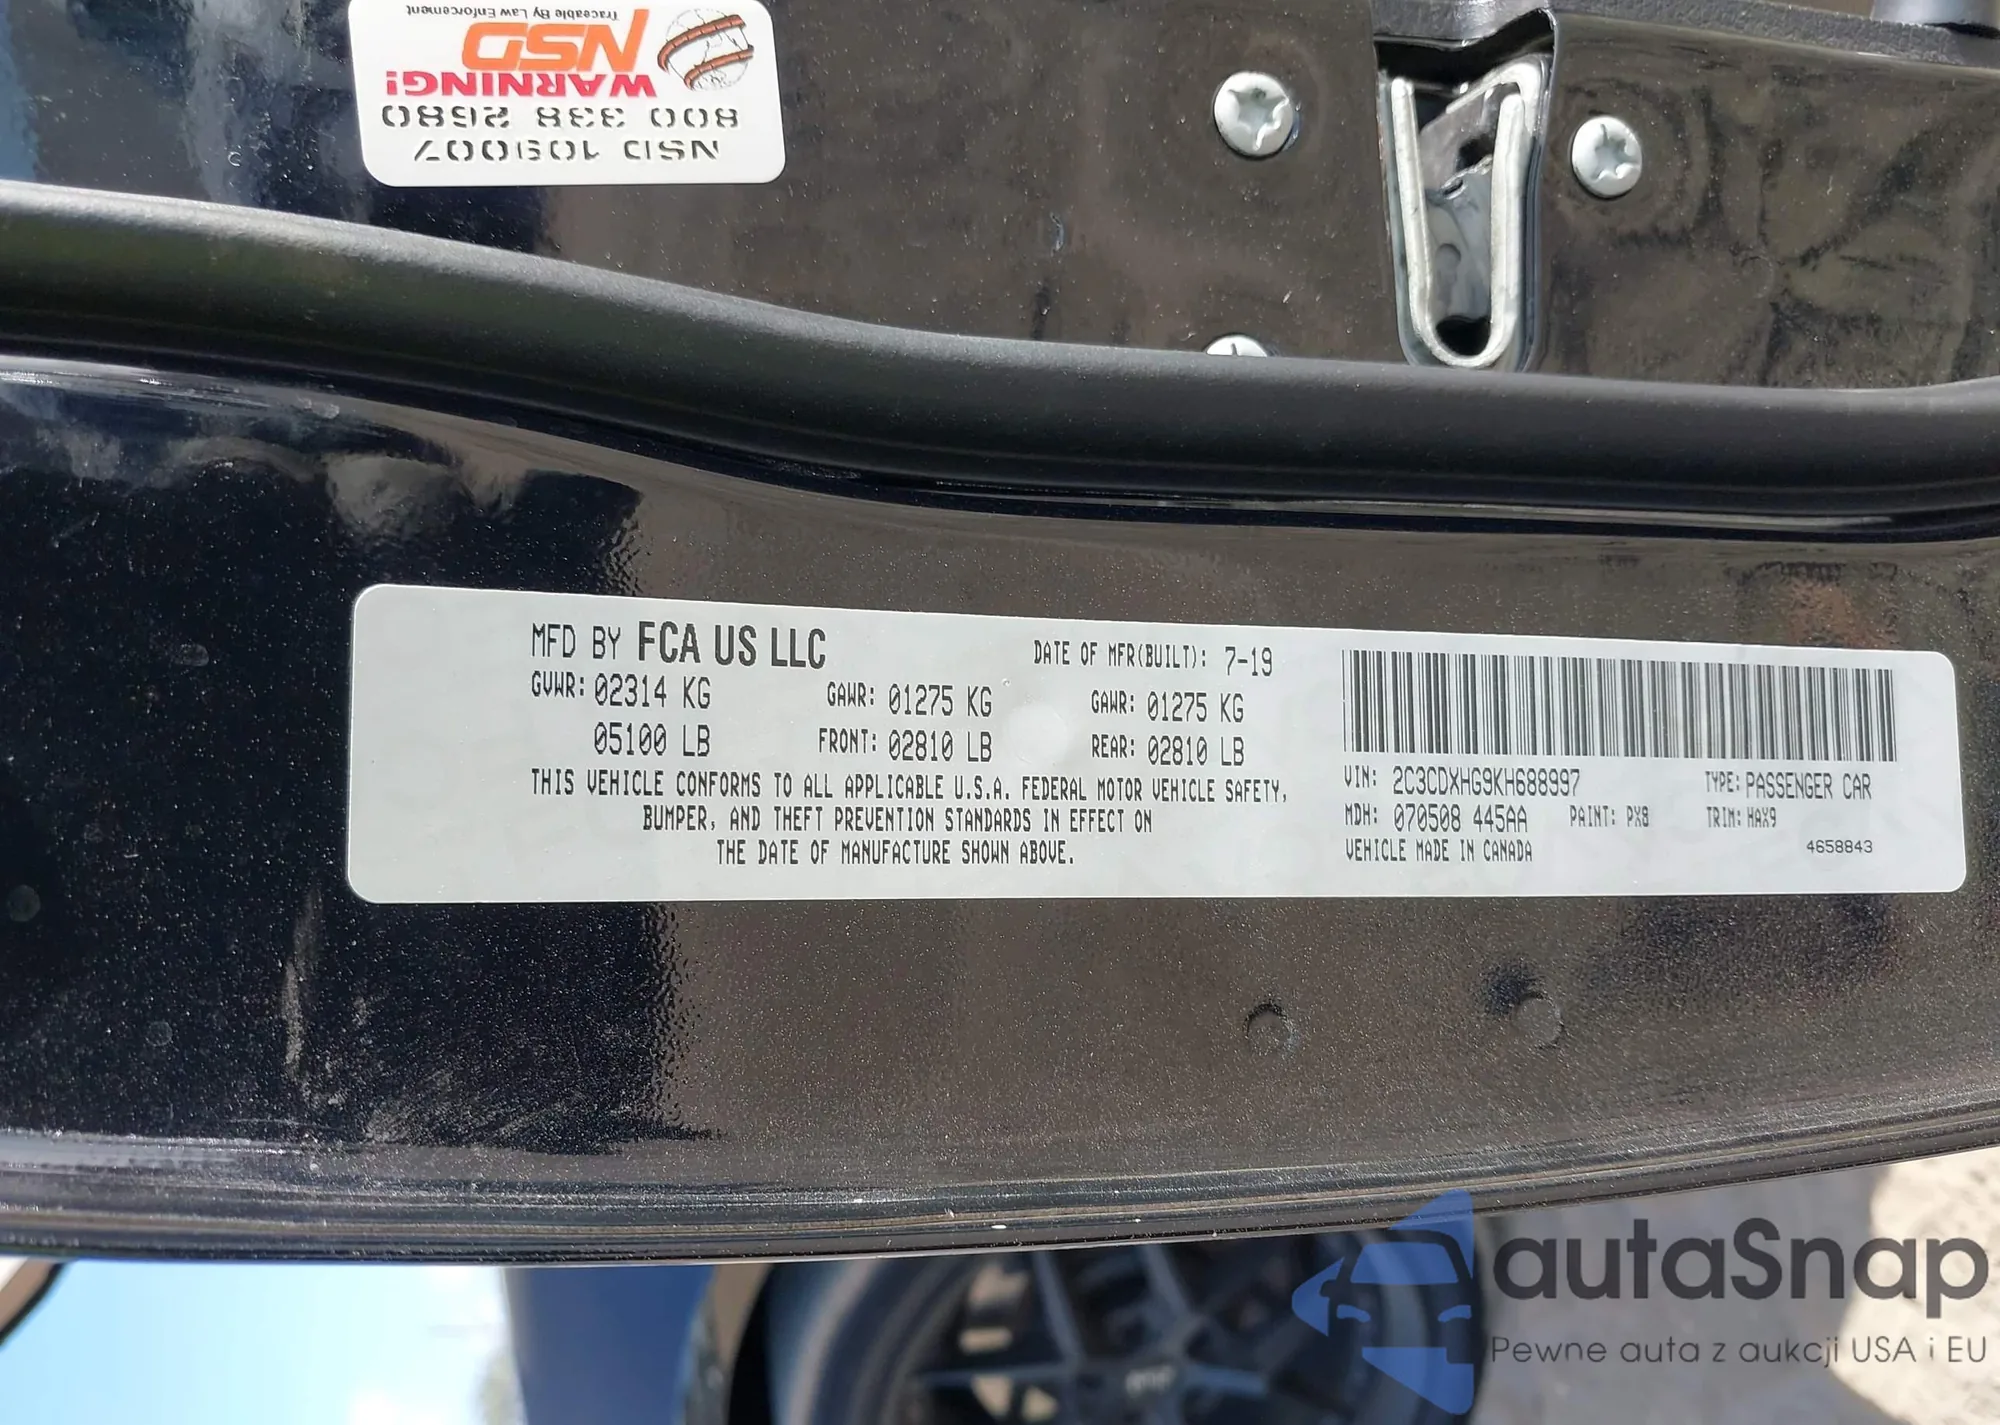 NSD 109007
800 338 2680
WARNING!
NSD
Traceable By Law Enforcement
MFD BY FCA US LLC
DATE OF MFR(BUILT): 7-19
GVWR: 02314 KG
GAWR: 01275 KG
GAWR: 01275 KG
05100 LB
FRONT: 02810 LB
REAR: 02810 LB
THIS VEHICLE CONFORMS TO ALL APPLICABLE U.S.A. FEDERAL MOTOR VEHICLE SAFETY,
BUMPER, AND THEFT PREVENTION STANDARDS IN EFFECT ON
THE DATE OF MANUFACTURE SHOWN ABOVE.
VIN: 2C3CDXHG9KH688997
TYPE: PASSENGER CAR
MDH: 070508 445AA
PAINT: PX8
TRIM: HAX9
VEHICLE MADE IN CANADA
4658843
autaSnap
Pewne auta z aukcji USA i EU